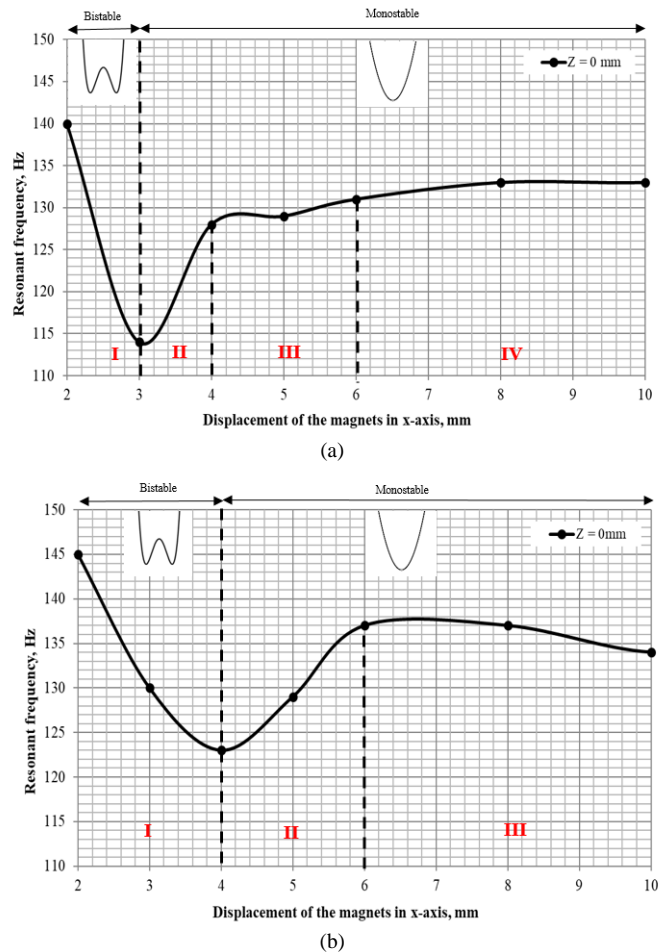 Bistable
Monostable
150
145
140
135
130
125
120
115
110
Resonant frequency, Hz
Z = 0 mm
I
II
III
IV
2 3 4 5 6 7 8 9 10
Displacement of the magnets in x-axis, mm
(a)
Bistable
Monostable
150
145
140
135
130
125
120
115
110
Resonant frequency, Hz
Z = 0mm
I
II
III
2 3 4 5 6 7 8 9 10
Displacement of the magnets in x-axis, mm
(b)